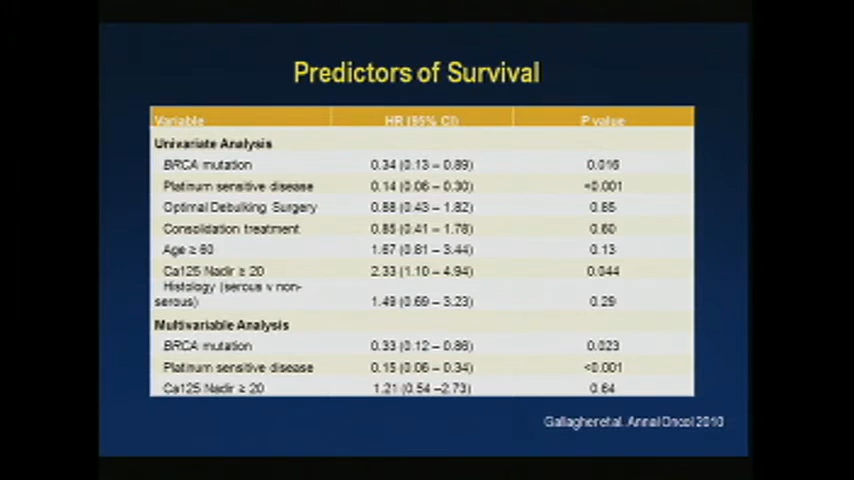 Predictors of Survival
Variable HR (95% CI) P value
Univariate Analysis
BRCA mutation 0.34 (0.13 – 0.89) 0.016
Platinum sensitive disease 0.14 (0.06 – 0.30) <0.001
Optimal Debulking Surgery 0.88 (0.43 – 1.82) 0.65
Consolidation treatment 0.85 (0.41 – 1.78) 0.60
Age ≥ 60 1.67 (0.81 – 3.44) 0.13
Ca125 Nadir ≥ 20 2.33 (1.10 – 4.94) 0.044
Histology (serous v non-
serous) 1.49 (0.69 – 3.23) 0.29
Multivariable Analysis
BRCA mutation 0.33 (0.12 – 0.86) 0.023
Platinum sensitive disease 0.15 (0.06 – 0.34) <0.001
Ca125 Nadir ≥ 20 1.21 (0.54 –2.73) 0.64
Gallagher et al. Annal Oncol 2010